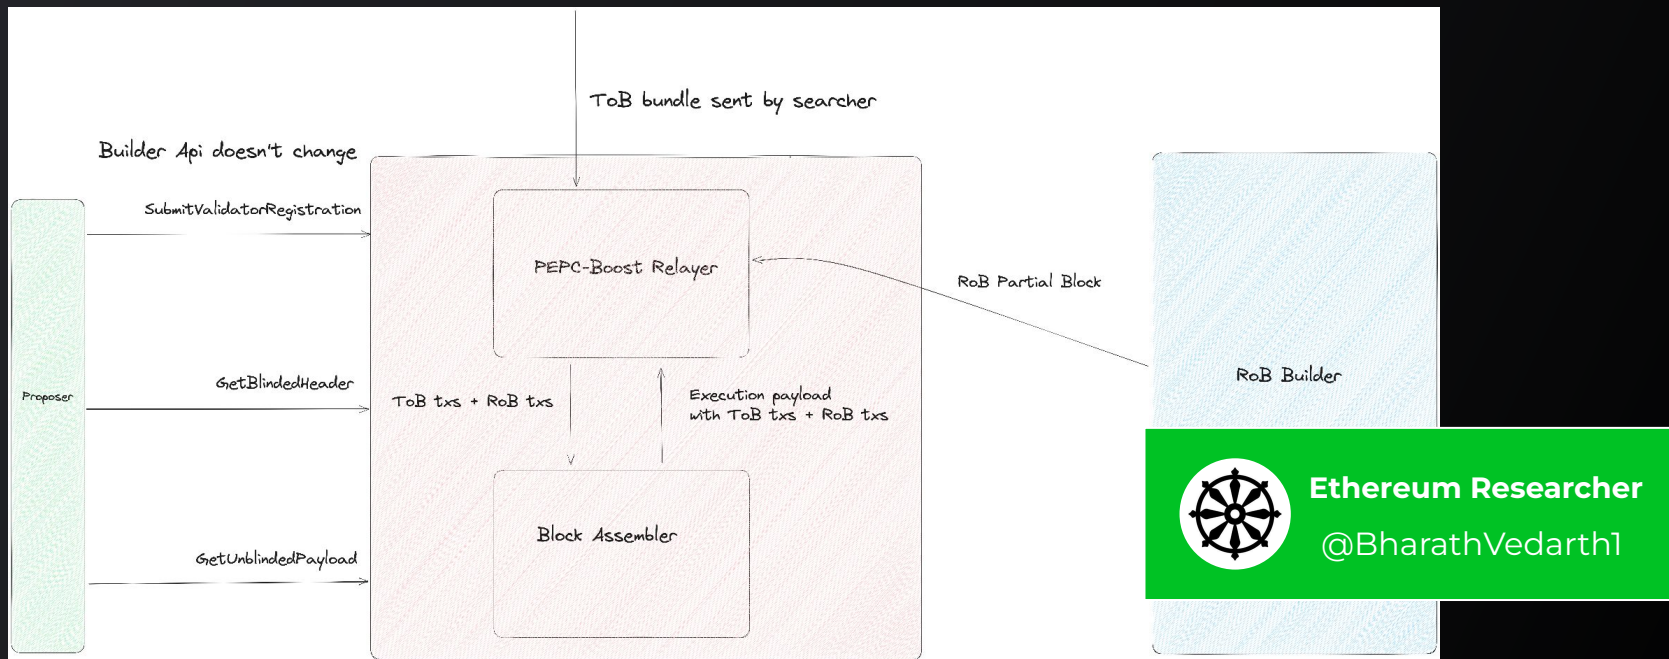 ToB bundle sent by searcher
Builder Api doesn't change
SubmitValidatorRegistration
PEPC-Boost Relayer
RoB Partial Block
GetBlindedHeader
Proposer
ToB txs + RoB txs
Execution payload
with ToB txs + RoB txs
RoB Builder
Block Assembler
GetUnblindedPayload
Ethereum Researcher
@BharathVedarth1